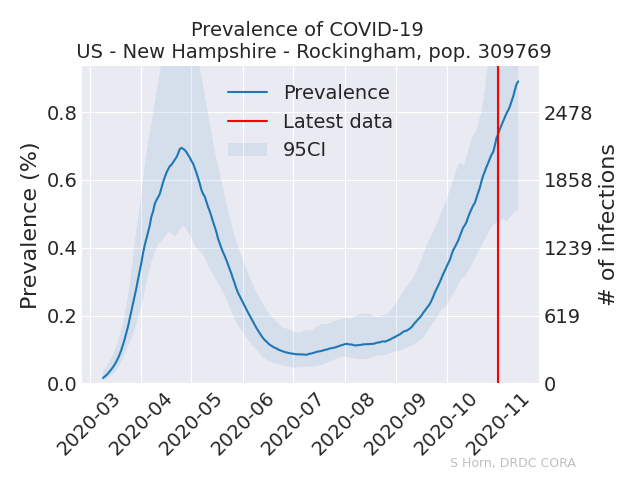 Prevalence of COVID-19
US - New Hampshire - Rockingham, pop. 309769
Prevalence
Latest data
95CI
Prevalence (%)
0.8
0.6
0.4
0.2
0.0
2478
1858
1239
619
0
# of infections
2020-03
2020-04
2020-05
2020-06
2020-07
2020-08
2020-09
2020-10
2020-11
S Horn, DRDC CORA